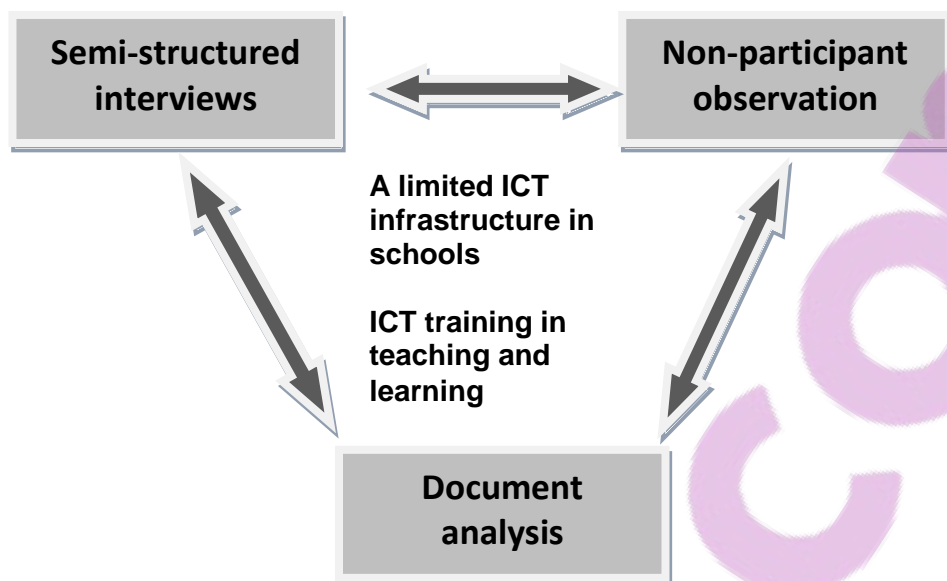 Semi-structured
interviews
Non-participant
observation
A limited ICT
infrastructure in
schools
ICT training in
teaching and
learning
Document
analysis